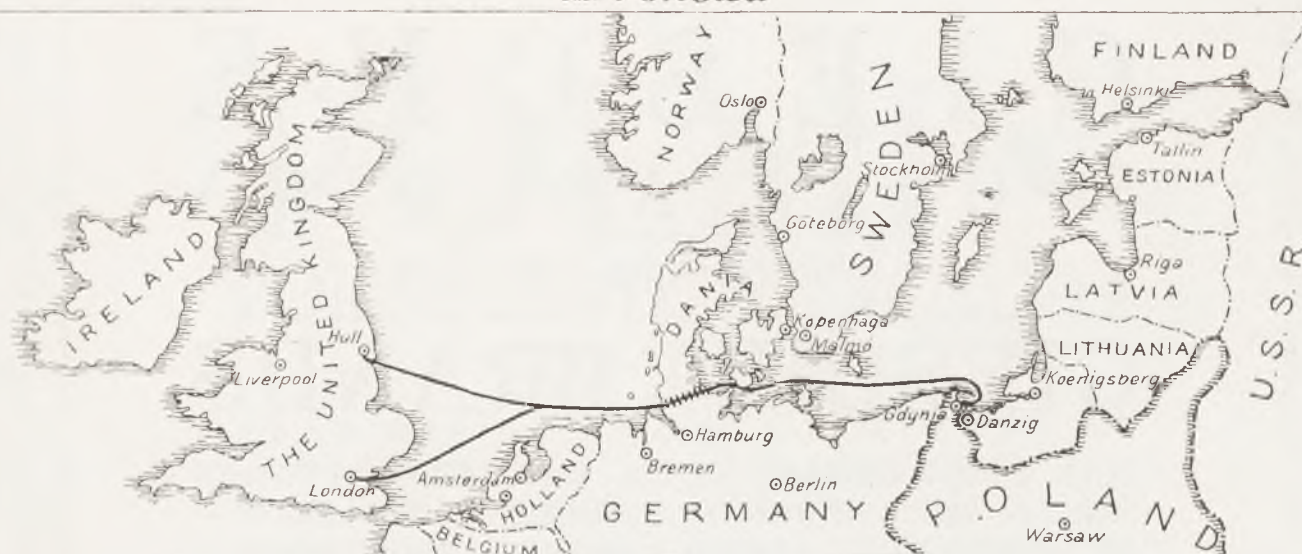 FINLAND
Helsinki
NORWAY
Oslo
SWEDEN
Stockholm
Tallin
ESTONIA
THE UNITED KINGDOM
IRELAND
Göteborg
Riga
LATVIA
U.S.S.R
DANIA
Hull
Kopenhaga
Malmo
LITHUANIA
Liverpool
Koenigsberg
Gdynia
Danzig
Hamburg
Bremen
London
Amsterdam
HOLLAND
Berlin
GERMANY
POLAND
BELGIUM
Warsaw